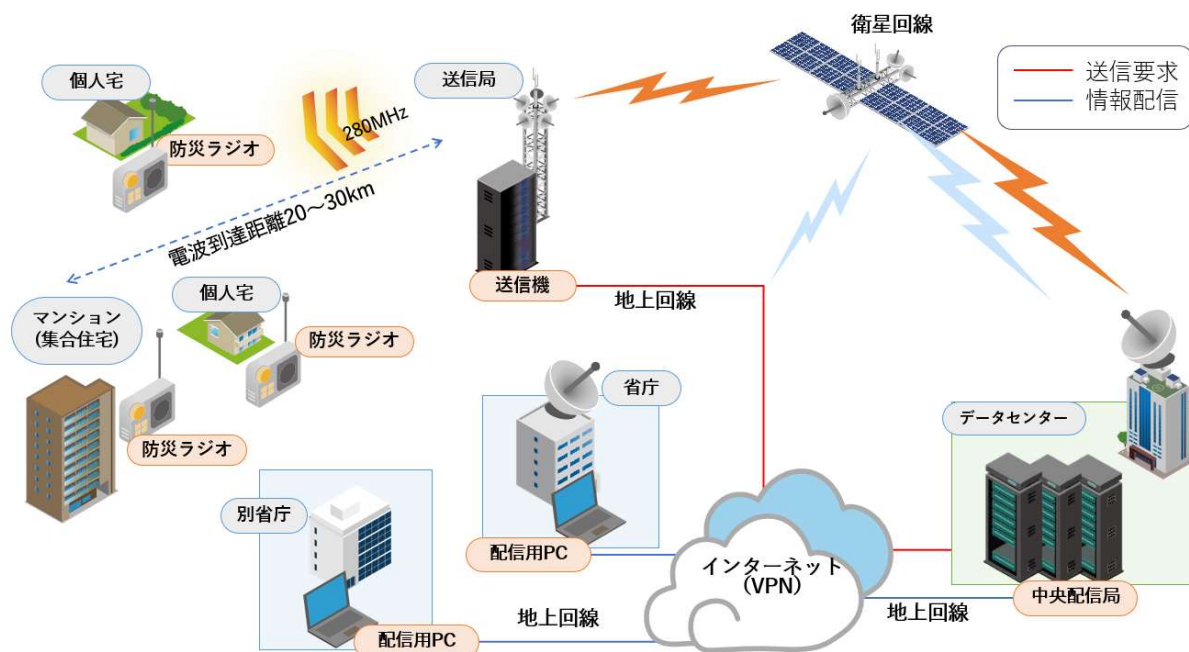 衛星回線
送信要求
情報配信
個人宅
防災ラジオ
280MHz
送信局
電波到達距離20～30km
送信機
地上回線
マンション
(集合住宅)
個人宅
防災ラジオ
防災ラジオ
省庁
配信用PC
別省庁
配信用PC
地上回線
インターネット
(VPN)
データセンター
中央配信局
地上回線